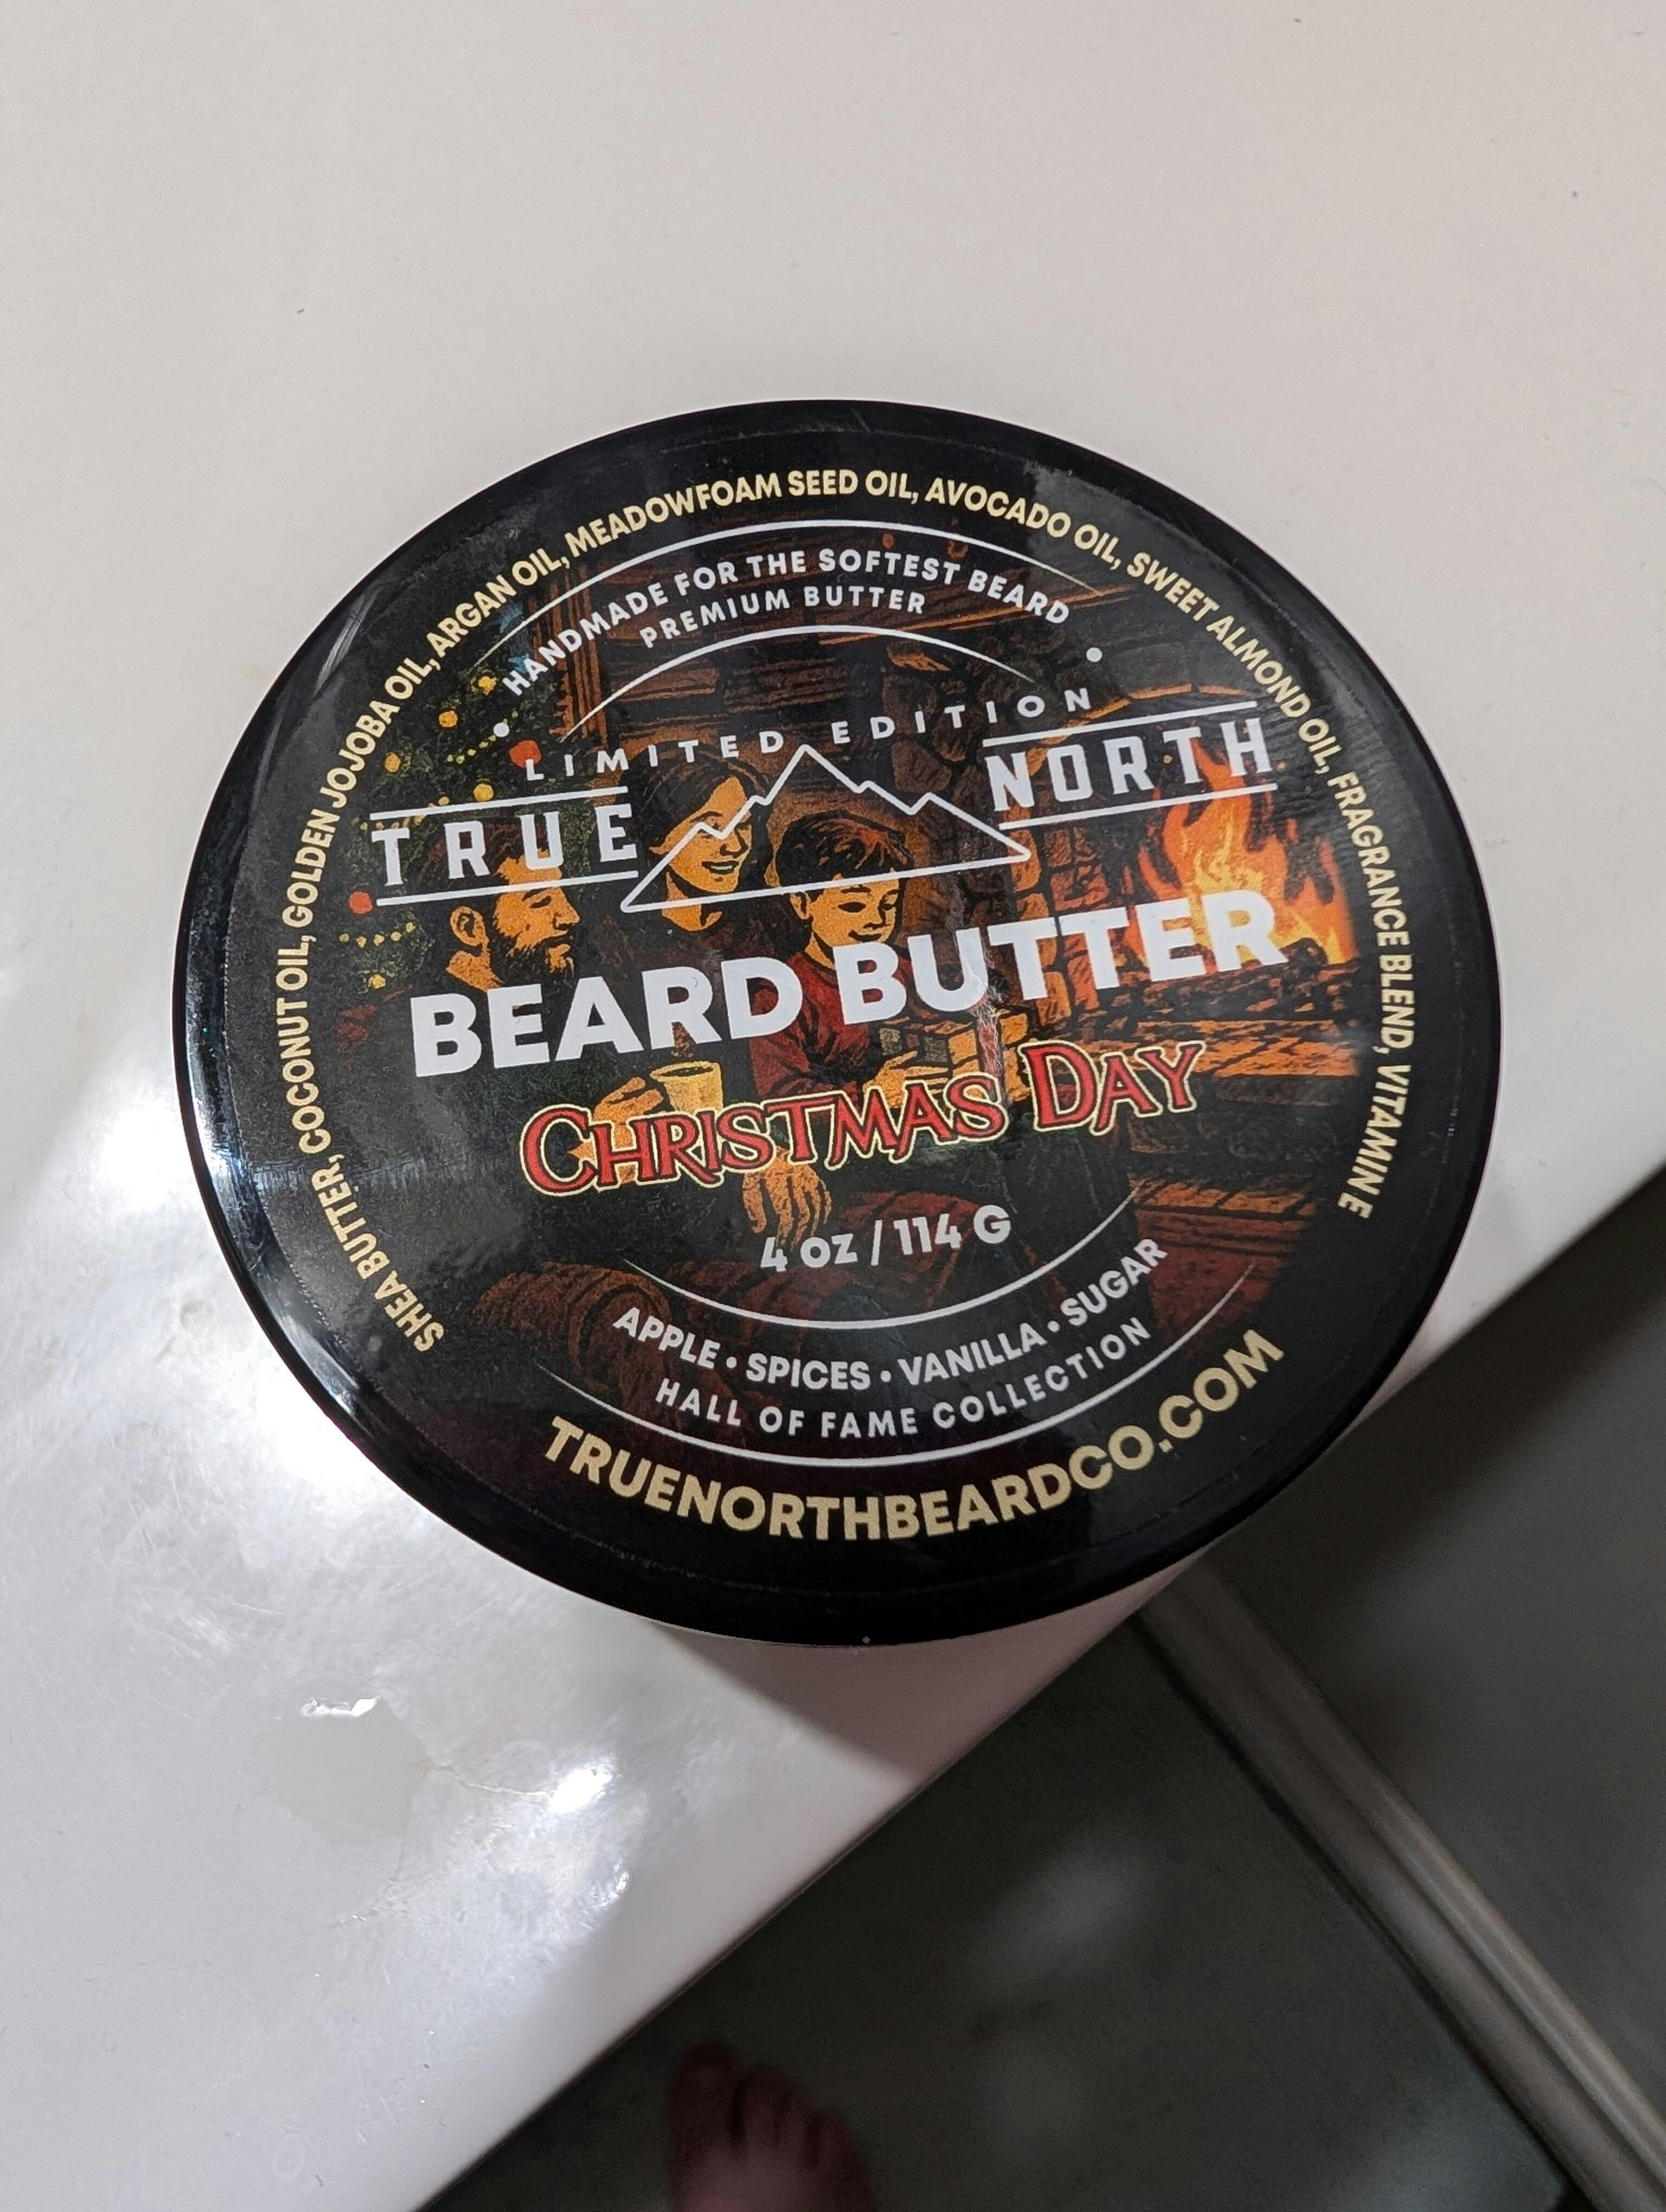 SHEA BUTTER, COCONUT OIL, GOLDEN JOJOBA OIL, ARGAN OIL, MEADOWFOAM SEED OIL, AVOCADO OIL, SWEET ALMOND OIL, FRAGRANCE BLEND, VITAMIN E
HANDMADE FOR THE SOFTEST BEARD
PREMIUM BUTTER
LIMITED EDITION
TRUE NORTH
BEARD BUTTER
CHRISTMAS DAY
4 oz / 114 G
APPLE • SPICES • VANILLA • SUGAR
HALL OF FAME COLLECTION
TRUENORTHBEARDCO.COM